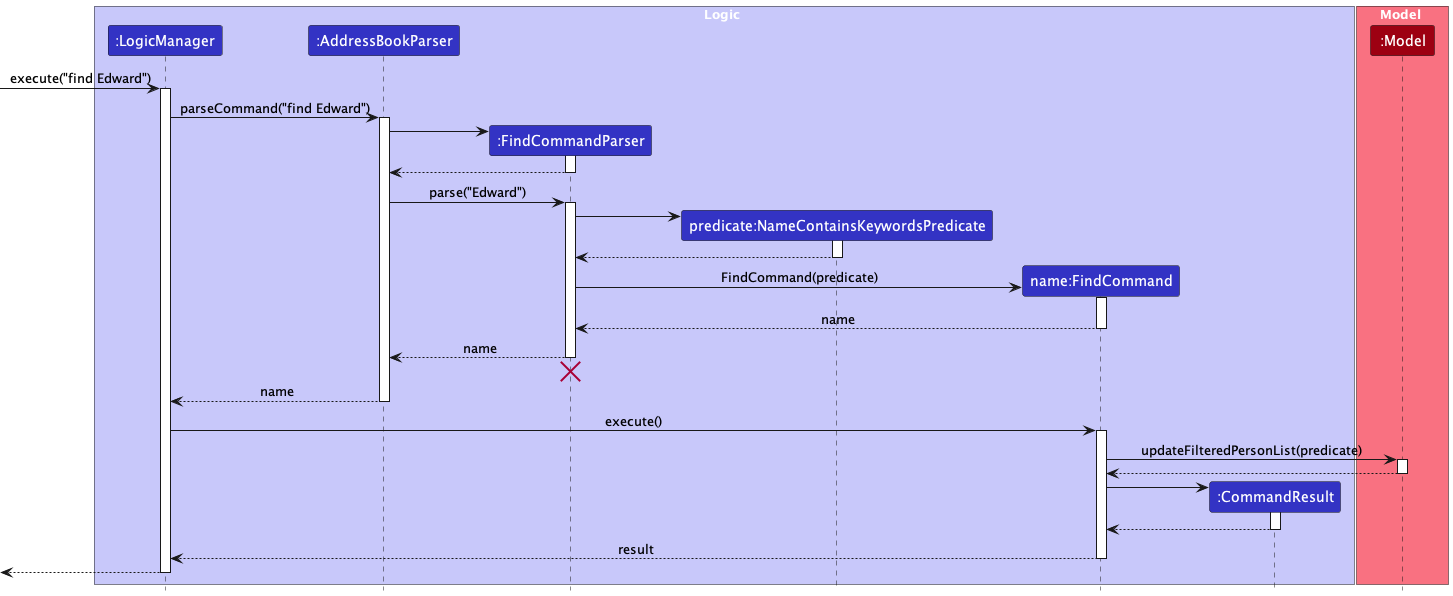 Logic
Model
:LogicManager
:AddressBookParser
:Model
execute("find Edward")
parseCommand("find Edward")
:FindCommandParser
parse("Edward")
predicate:NameContainsKeywordsPredicate
FindCommand(predicate)
name:FindCommand
name
name
name
execute()
updateFilteredPersonList(predicate)
:CommandResult
result